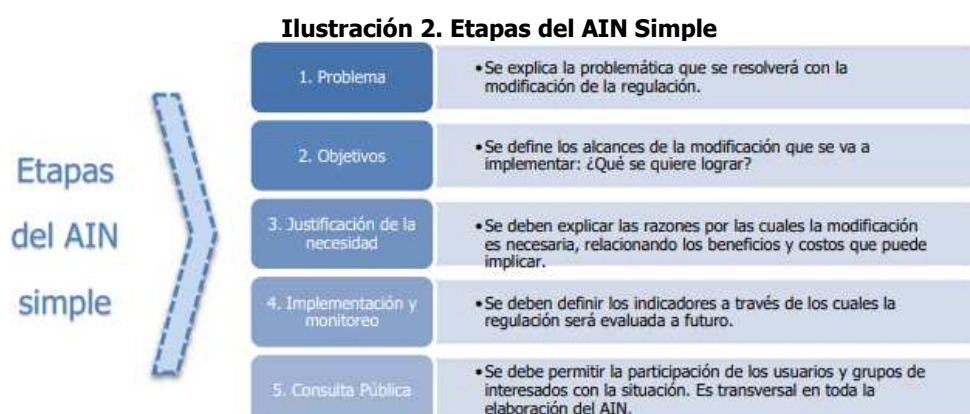 Ilustración 2. Etapas del AIN Simple
Etapas
del AIN
simple
1. Problema
•Se explica la problemática que se resolverá con la
modificación de la regulación.
2. Objetivos
•Se define los alcances de la modificación que se va a
implementar: ¿Qué se quiere lograr?
3. Justificación de la
necesidad
•Se deben explicar las razones por las cuales la modificación
es necesaria, relacionando los beneficios y costos que puede
implicar.
4. Implementación y
monitoreo
•Se deben definir los indicadores a través de los cuales la
regulación será evaluada a futuro.
5. Consulta Pública
•Se debe permitir la participación de los usuarios y grupos de
interesados con la situación. Es transversal en toda la
elaboración del AIN.